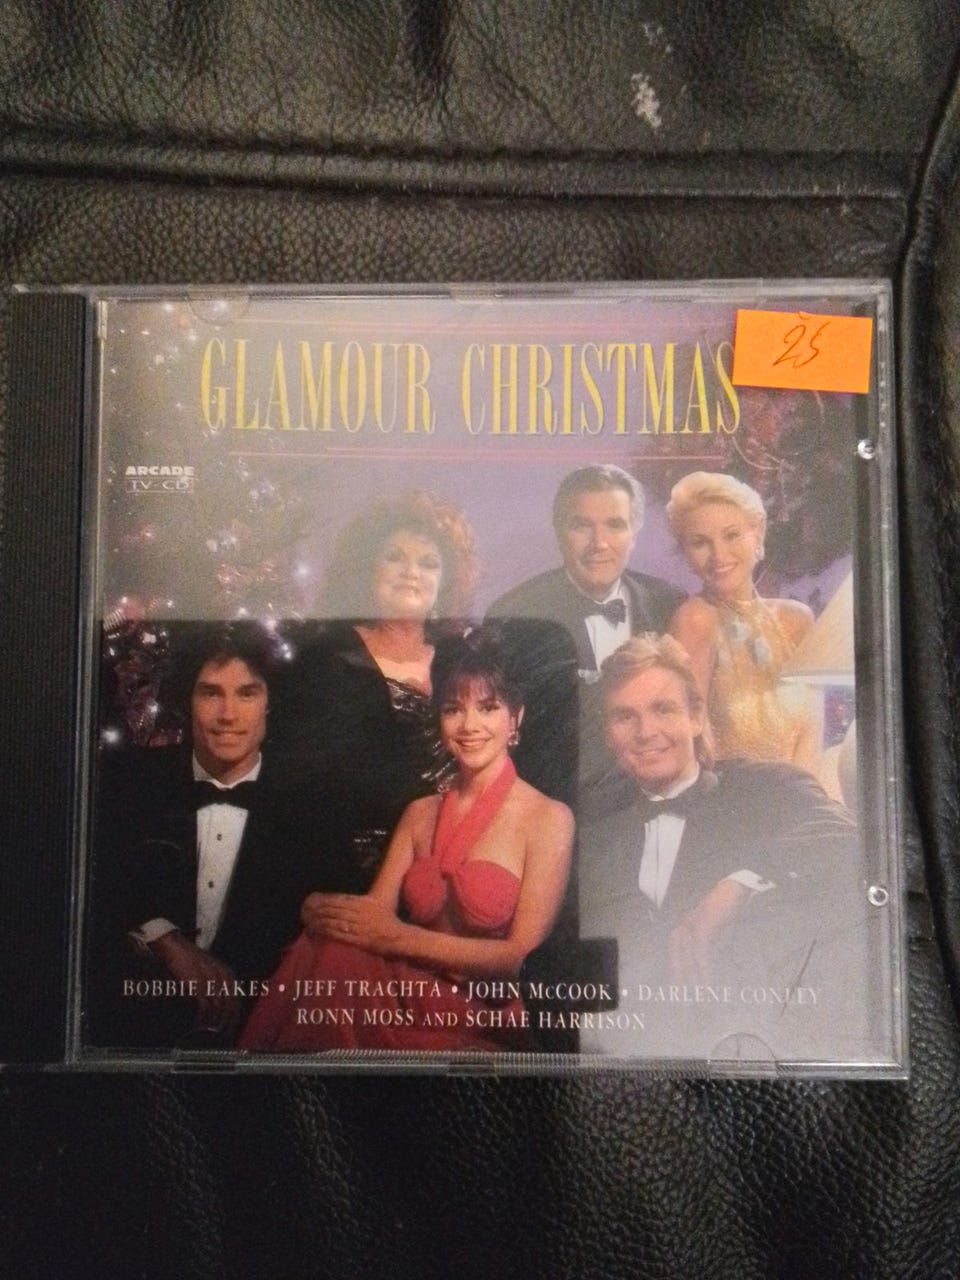 25
GLAMOUR CHRISTMAS
ARCADE
TV-CD
BOBBIE EAKES • JEFF TRACHTA • JOHN McCOOK • DARLENE CONLEY
RONN MOSS AND SCHAE HARRISON